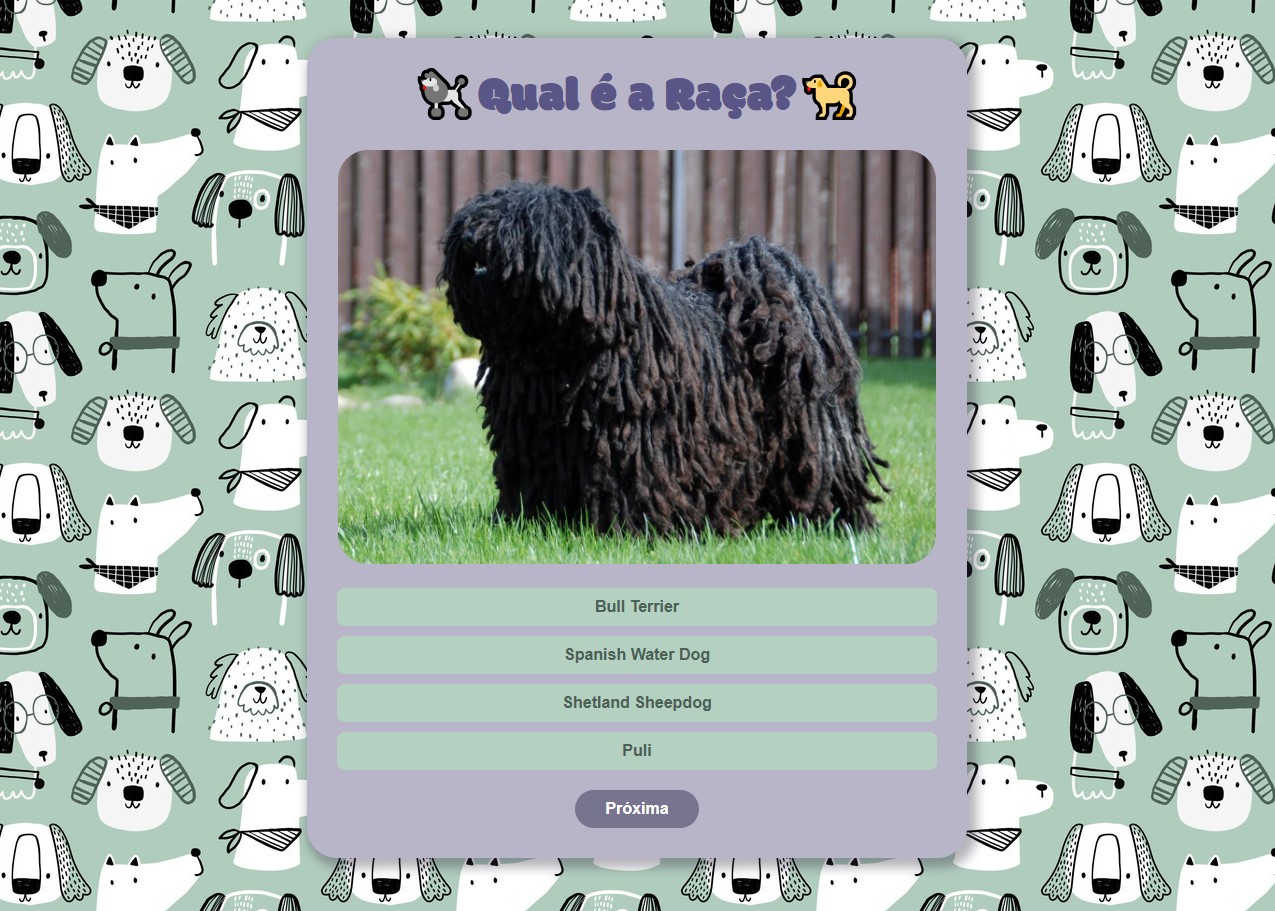 Qual é a Raça?
Bull Terrier
Spanish Water Dog
Shetland Sheepdog
Puli
Próxima